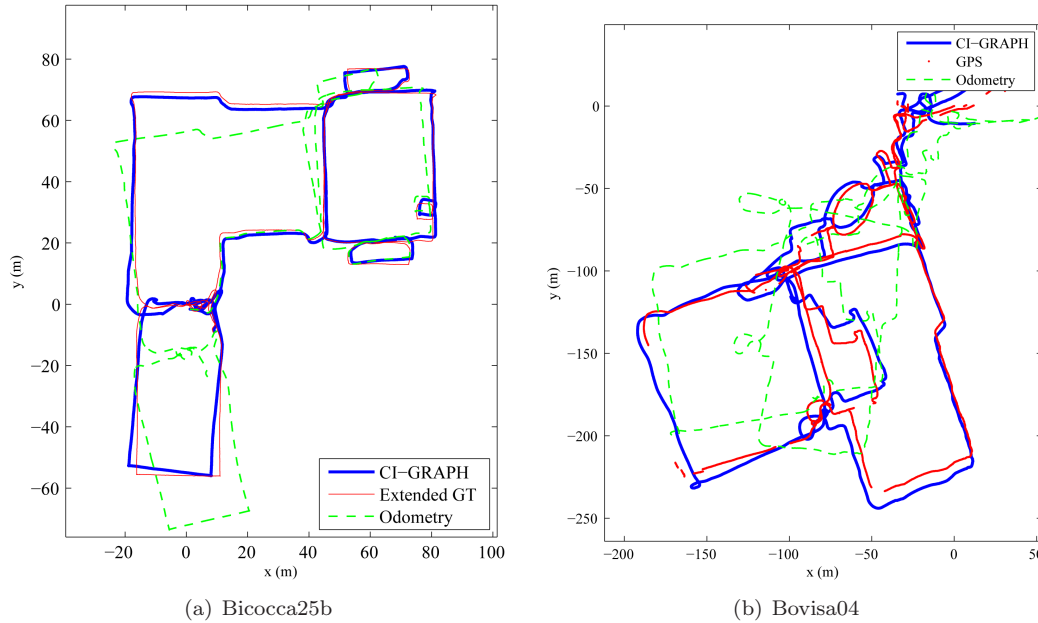 80
60
40
20
0
−20
−40
−60
y (m)
−20 0 20 40 60 80 100
x (m)
CI−GRAPH
Extended GT
Odometry
(a) Bicocca25b
CI−GRAPH
GPS
Odometry
0
−50
−100
−150
−200
−250
y (m)
−200 −150 −100 −50 0 50
x (m)
(b) Bovisa04